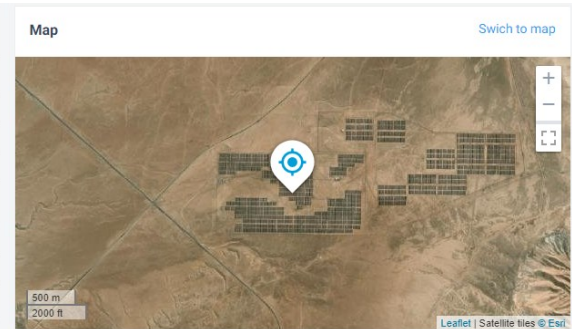 Map
Swich to map
+
−
500 m
2000 ft
Leaflet | Satellite tiles © Esri